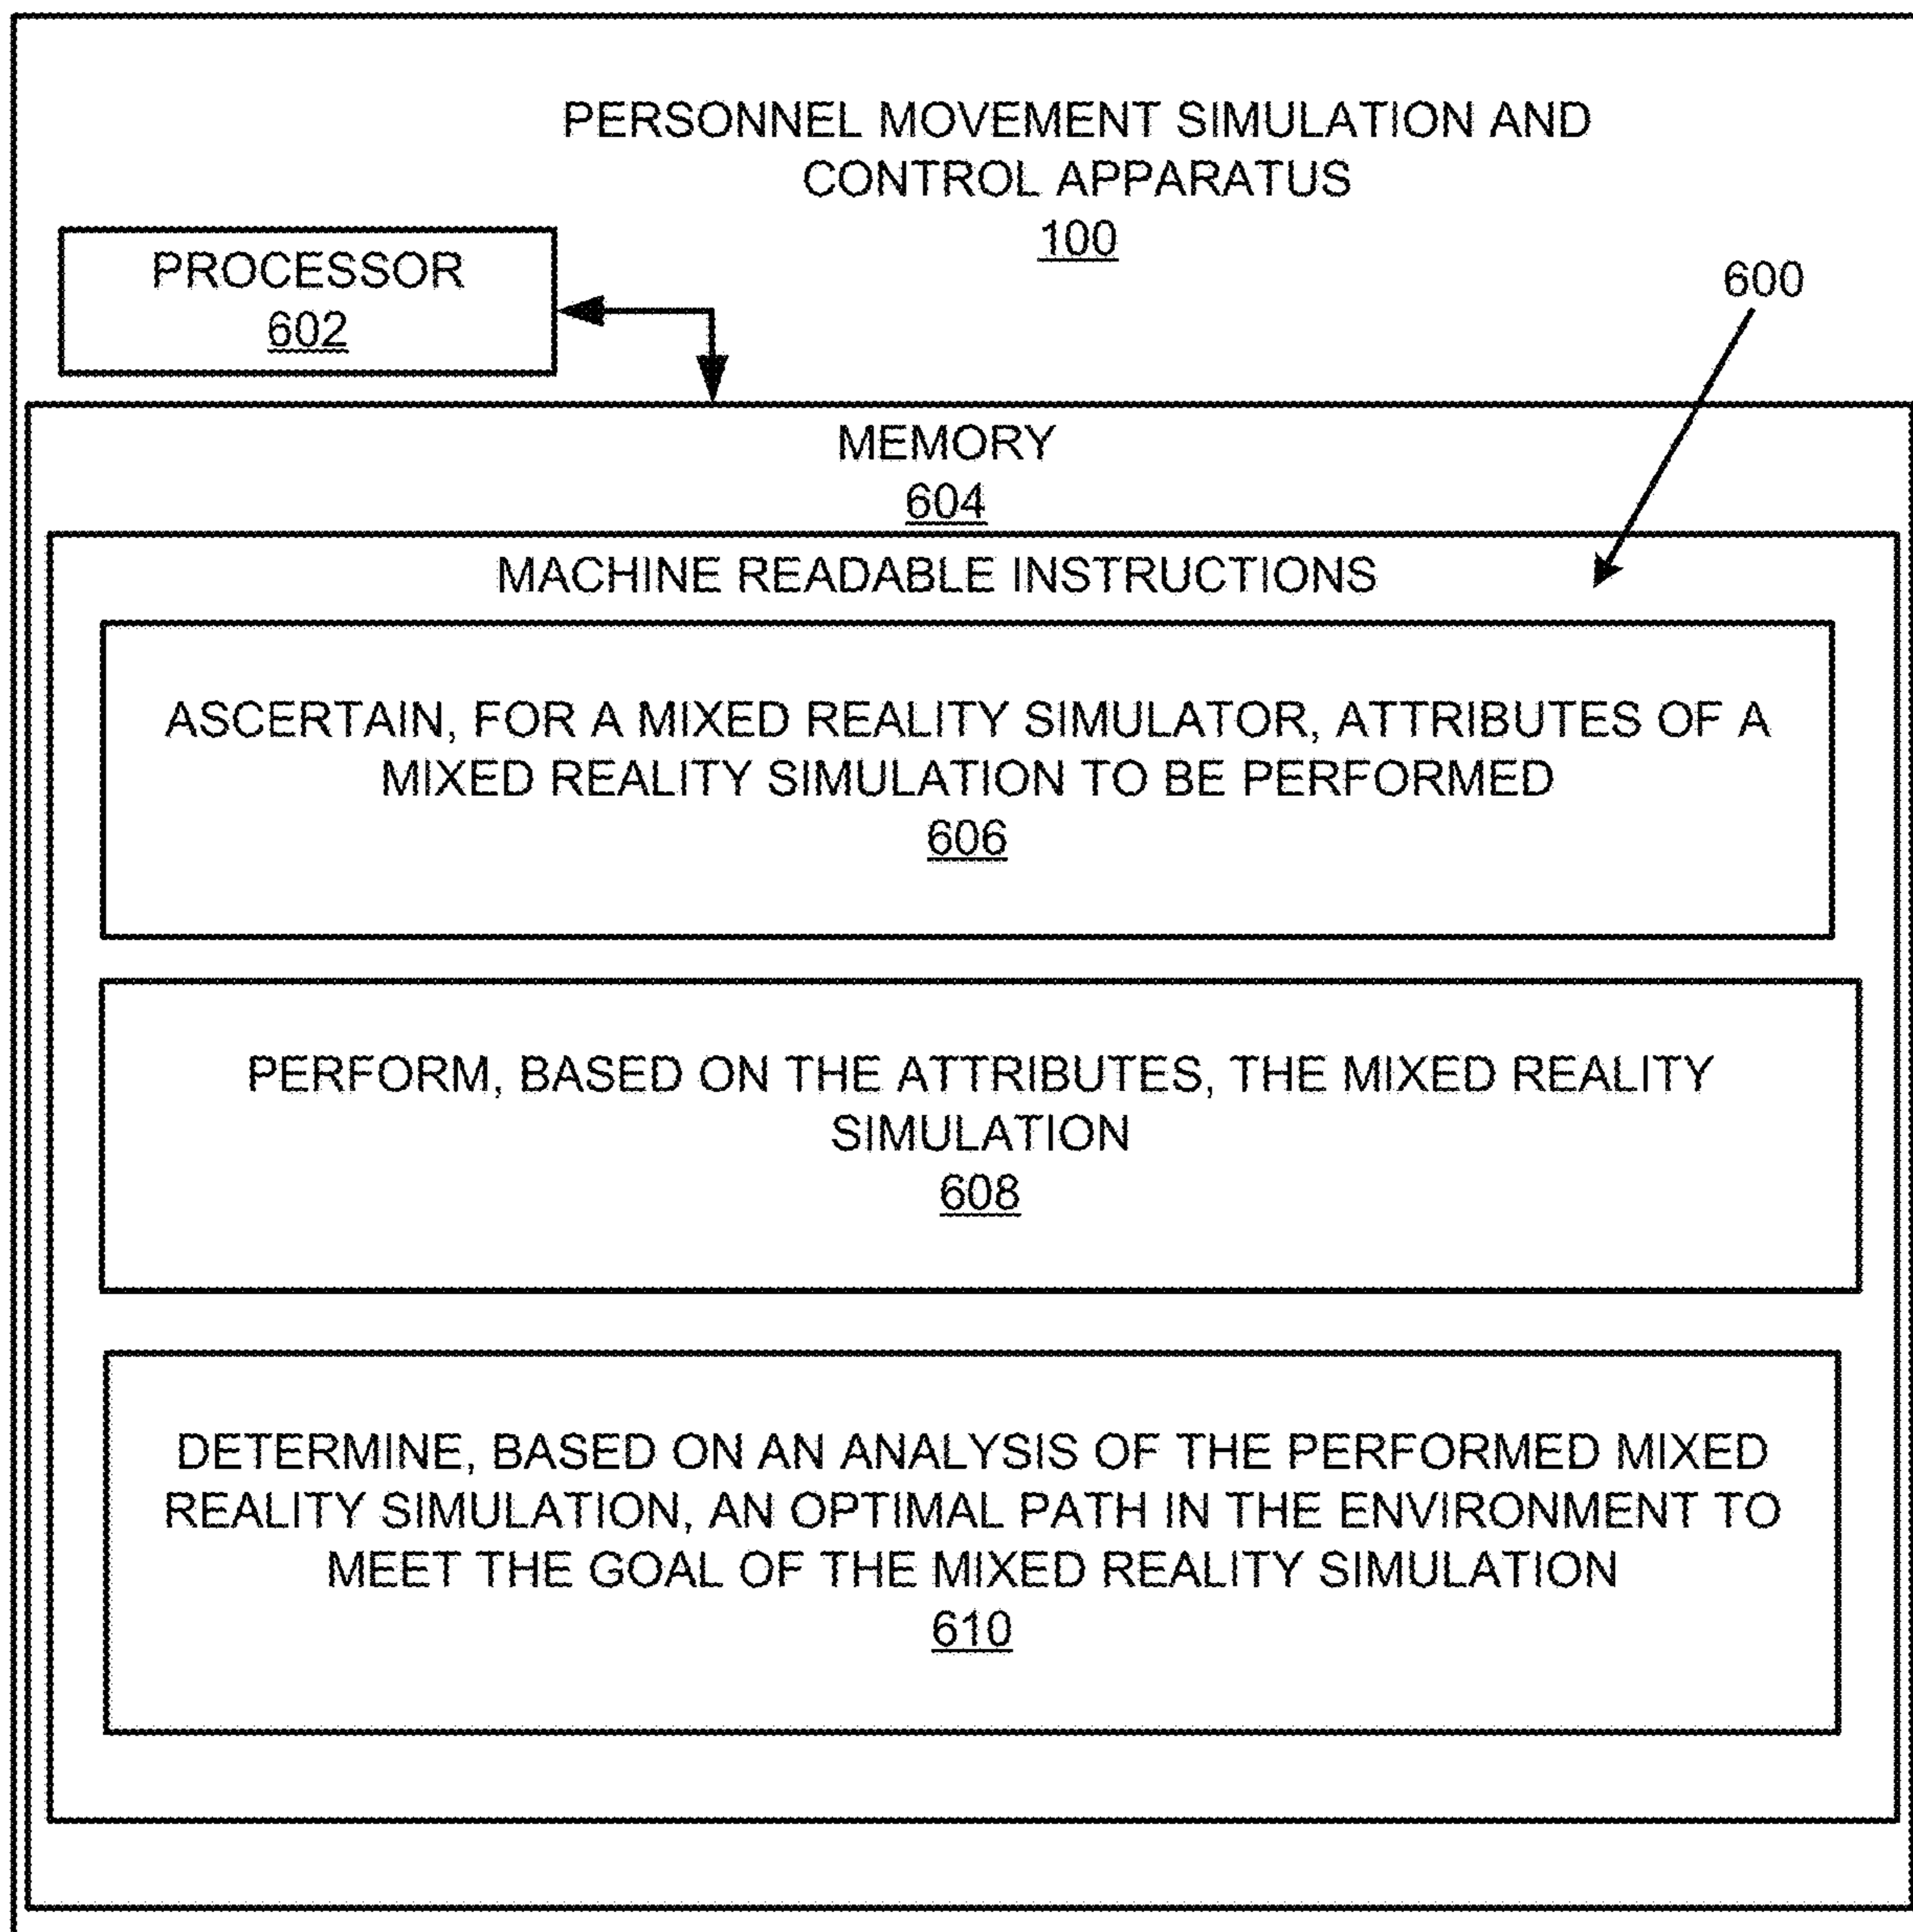 PERSONNEL MOVEMENT SIMULATION AND
CONTROL APPARATUS
100
PROCESSOR
602
600
MEMORY
604
MACHINE READABLE INSTRUCTIONS
ASCERTAIN, FOR A MIXED REALITY SIMULATOR, ATTRIBUTES OF A
MIXED REALITY SIMULATION TO BE PERFORMED
606
PERFORM, BASED ON THE ATTRIBUTES, THE MIXED REALITY
SIMULATION
608
DETERMINE, BASED ON AN ANALYSIS OF THE PERFORMED MIXED
REALITY SIMULATION, AN OPTIMAL PATH IN THE ENVIRONMENT TO
MEET THE GOAL OF THE MIXED REALITY SIMULATION
610